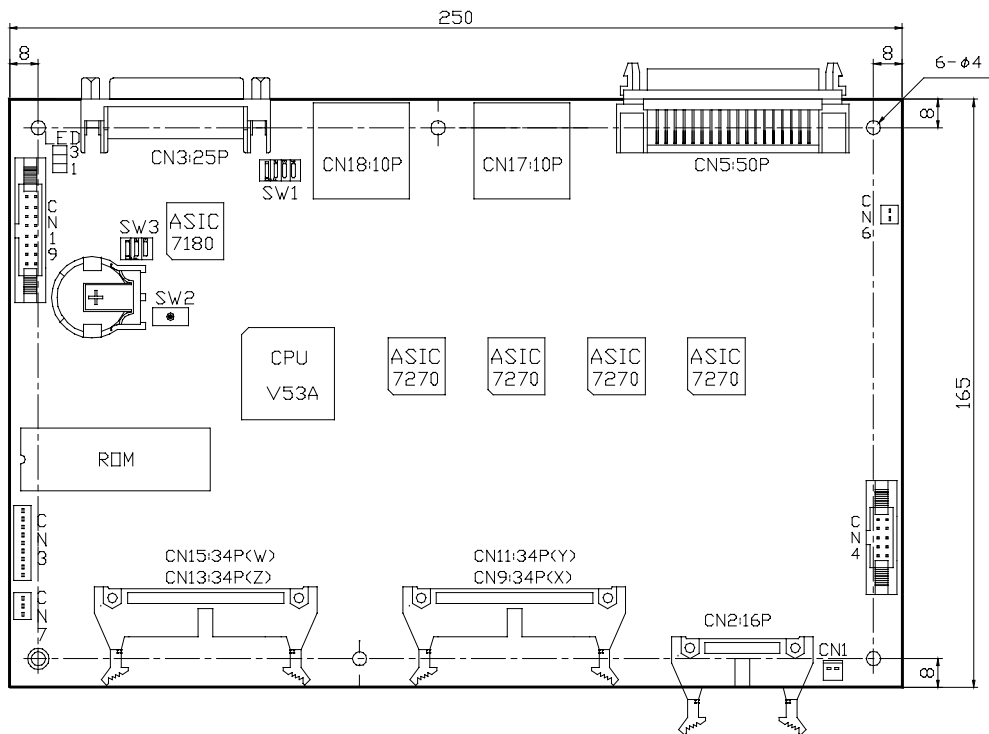 250
8
8
6-φ4
8
LED
3
1
CN3:25P
CN18:10P
CN17:10P
CN5:50P
SW1
CN19
CN6
SW3
ASIC
7180
SW2
CPU
V53A
ASIC
7270
ASIC
7270
ASIC
7270
ASIC
7270
165
ROM
CN3
CN4
CN15:34P(W)
CN13:34P(Z)
CN11:34P(Y)
CN9:34P(X)
CN7
CN2:16P
CN1
8